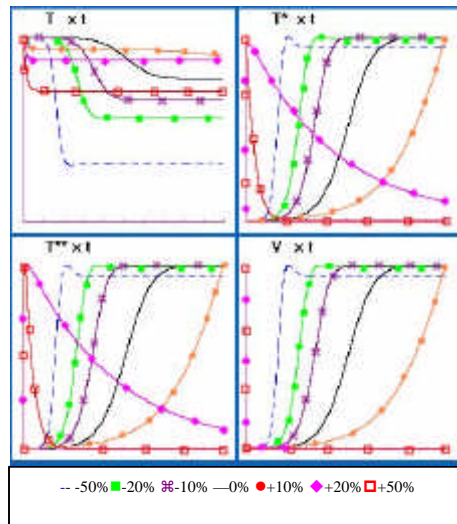 T x t
T* x t
T** x t
V x t
-- -50% ■-20% ⌘-10% —0% ●+10% ◆+20% □+50%